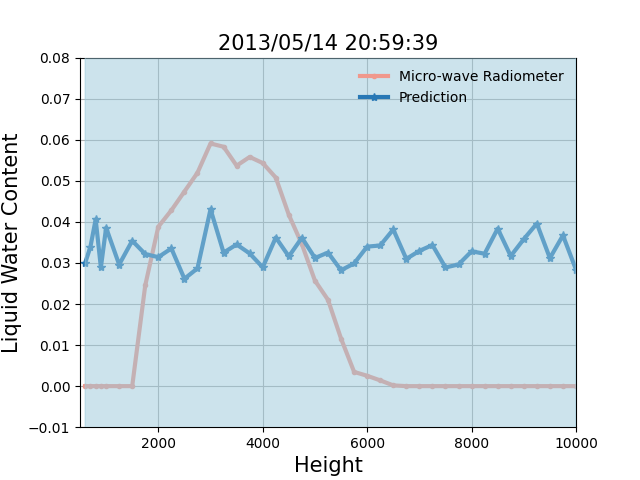 2013/05/14 20:59:39
0.08
0.07
0.06
0.05
0.04
0.03
0.02
0.01
0.00
−0.01
Liquid Water Content
Micro-wave Radiometer
Prediction
2000 4000 6000 8000 10000
Height